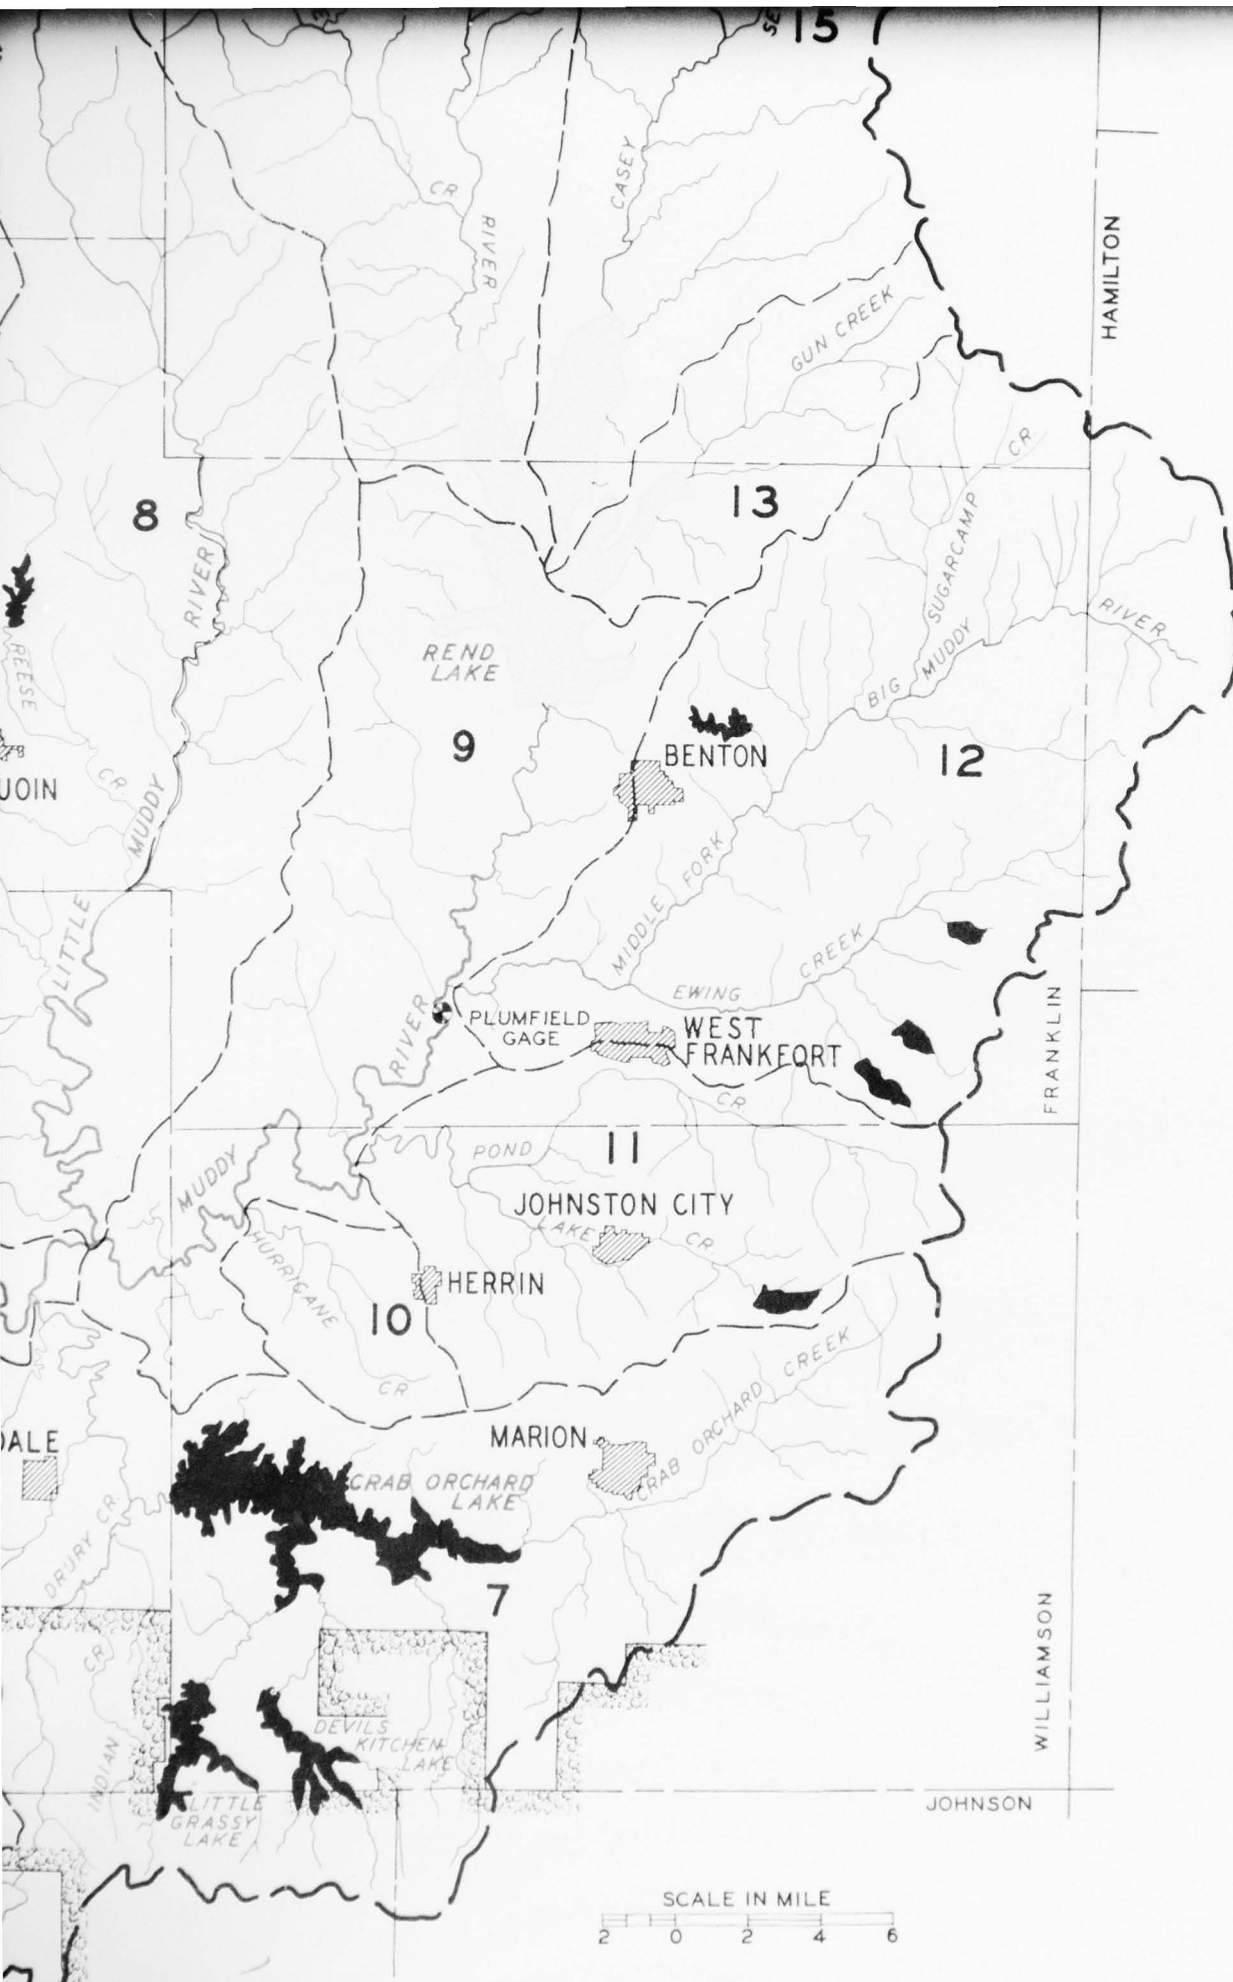 15
CASEY
CR
RIVER
HAMILTON
GUN CREEK
CR.
13
8
SUGARCAMP
RIVER
RIVER
REND
LAKE
REESE
BIG MUDDY
9
BENTON
12
CR.
UOIN
MUDDY
MIDDLE FORK
LITTLE
CREEK
EWING
RIVER
PLUMFIELD
GAGE
WEST
FRANKFORT
FRANKLIN
CR
POND
11
MUDDY
JOHNSTON CITY
LAKE
CR
HURRICANE
HERRIN
10
CR
CRAB ORCHARD CREEK
MARION
DALE
CRAB ORCHARD
LAKE
DRURY CR.
7
WILLIAMSON
CR
INDIAN
DEVILS
KITCHEN
LAKE
LITTLE
GRASSY
LAKE
JOHNSON
SCALE IN MILE
2 0 2 4 6